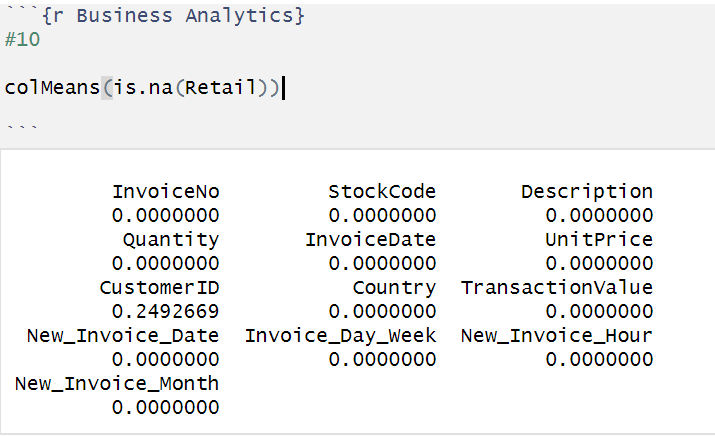 ```{r Business Analytics}
#10
colMeans(is.na(Retail))
```
InvoiceNo StockCode Description
0.0000000 0.0000000 0.0000000
Quantity InvoiceDate UnitPrice
0.0000000 0.0000000 0.0000000
CustomerID Country TransactionValue
0.2492669 0.0000000 0.0000000
New_Invoice_Date Invoice_Day_Week New_Invoice_Hour
0.0000000 0.0000000 0.0000000
New_Invoice_Month
0.0000000